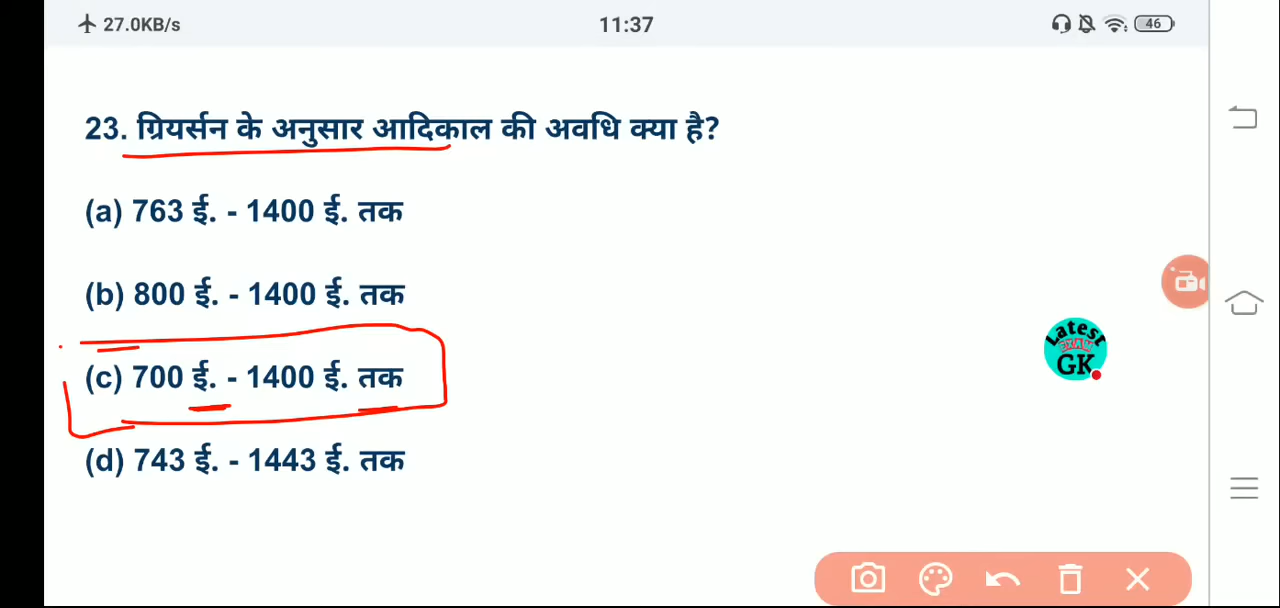 27.0KB/s 11:37 46
23. ग्रियर्सन के अनुसार आदिकाल की अवधि क्या है?
(a) 763 ई. - 1400 ई. तक
(b) 800 ई. - 1400 ई. तक
(c) 700 ई. - 1400 ई. तक
(d) 743 ई. - 1443 ई. तक
Latest
EXAM
GK